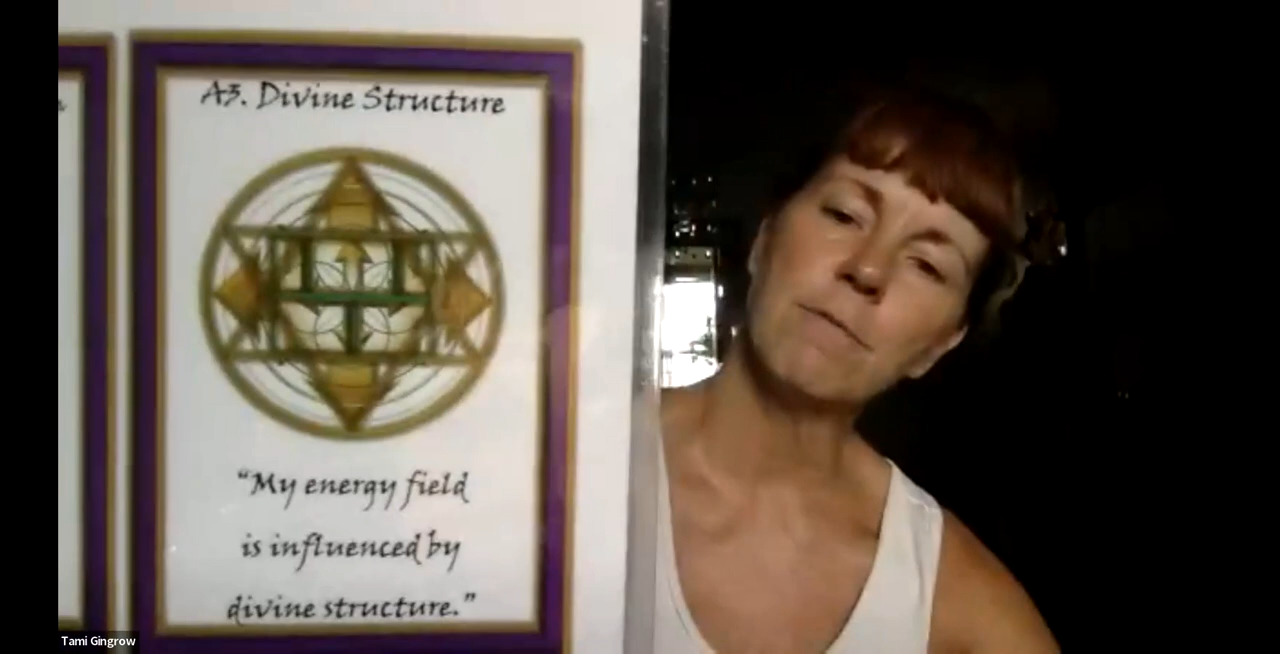 A3. Divine Structure
“My energy field
is influenced by
divine structure.”
Tami Gingrow